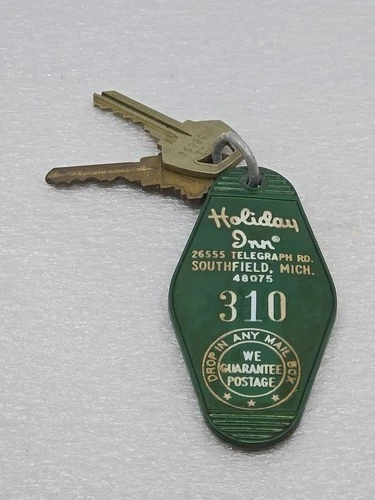 Holiday
Inn®
26555 TELEGRAPH RD.
SOUTHFIELD, MICH.
48075
310
DROP IN ANY MAIL BOX
WE
GUARANTEE
POSTAGE